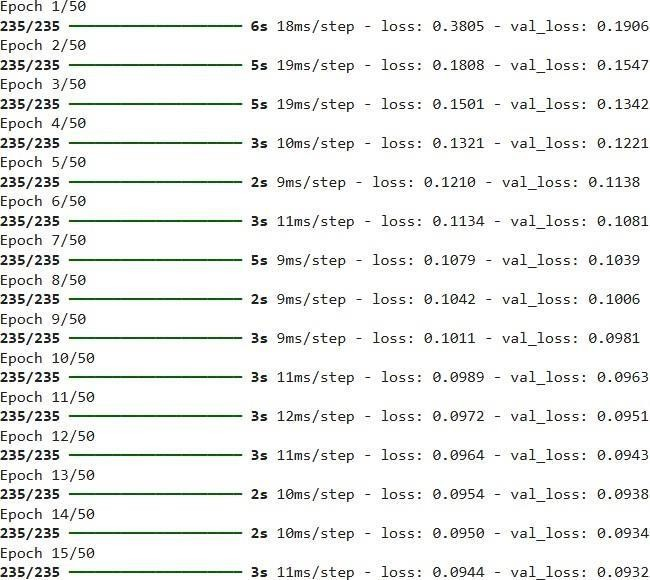 Epoch 1/50
235/235 ━━━━━━━━━━━━━━━━━━━━ 6s 18ms/step - loss: 0.3805 - val_loss: 0.1906
Epoch 2/50
235/235 ━━━━━━━━━━━━━━━━━━━━ 5s 19ms/step - loss: 0.1808 - val_loss: 0.1547
Epoch 3/50
235/235 ━━━━━━━━━━━━━━━━━━━━ 5s 19ms/step - loss: 0.1501 - val_loss: 0.1342
Epoch 4/50
235/235 ━━━━━━━━━━━━━━━━━━━━ 3s 10ms/step - loss: 0.1321 - val_loss: 0.1221
Epoch 5/50
235/235 ━━━━━━━━━━━━━━━━━━━━ 2s 9ms/step - loss: 0.1210 - val_loss: 0.1138
Epoch 6/50
235/235 ━━━━━━━━━━━━━━━━━━━━ 3s 11ms/step - loss: 0.1134 - val_loss: 0.1081
Epoch 7/50
235/235 ━━━━━━━━━━━━━━━━━━━━ 5s 9ms/step - loss: 0.1079 - val_loss: 0.1039
Epoch 8/50
235/235 ━━━━━━━━━━━━━━━━━━━━ 2s 9ms/step - loss: 0.1042 - val_loss: 0.1006
Epoch 9/50
235/235 ━━━━━━━━━━━━━━━━━━━━ 3s 9ms/step - loss: 0.1011 - val_loss: 0.0981
Epoch 10/50
235/235 ━━━━━━━━━━━━━━━━━━━━ 3s 11ms/step - loss: 0.0989 - val_loss: 0.0963
Epoch 11/50
235/235 ━━━━━━━━━━━━━━━━━━━━ 3s 12ms/step - loss: 0.0972 - val_loss: 0.0951
Epoch 12/50
235/235 ━━━━━━━━━━━━━━━━━━━━ 3s 11ms/step - loss: 0.0964 - val_loss: 0.0943
Epoch 13/50
235/235 ━━━━━━━━━━━━━━━━━━━━ 2s 10ms/step - loss: 0.0954 - val_loss: 0.0938
Epoch 14/50
235/235 ━━━━━━━━━━━━━━━━━━━━ 2s 10ms/step - loss: 0.0950 - val_loss: 0.0934
Epoch 15/50
235/235 ━━━━━━━━━━━━━━━━━━━━ 3s 11ms/step - loss: 0.0944 - val_loss: 0.0932